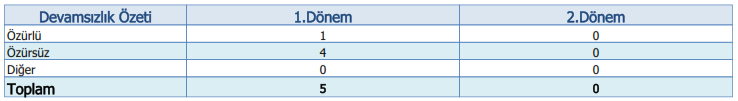 Devamsızlık Özeti 1.Dönem 2.Dönem
Özürlü 1 0
Özürsüz 4 0
Diğer 0 0
Toplam 5 0